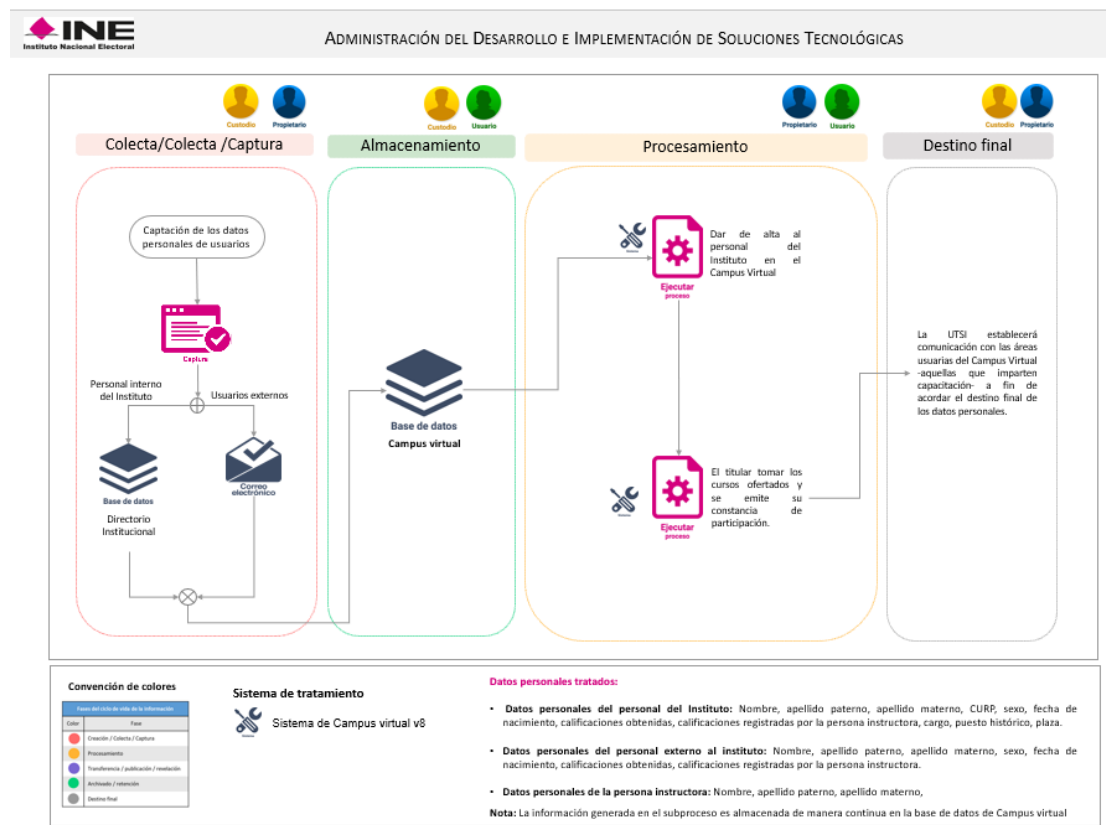 INE
Instituto Nacional Electoral
ADMINISTRACIÓN DEL DESARROLLO E IMPLEMENTACIÓN DE SOLUCIONES TECNOLÓGICAS
Custodio
Propietario
Custodio
Usuario
Propietario
Usuario
Custodio
Propietario
Colecta/Colecta /Captura
Almacenamiento
Procesamiento
Destino final
Captación de los datos
personales de usuarios
Captura
Personal interno
del Instituto
Usuarios externos
Base de datos
Directorio
Institucional
Correo
electrónico
Base de datos
Campus virtual
Sistema
Ejecutar
proceso
Dar de alta al
personal del
Instituto en el
Campus Virtual
Sistema
Ejecutar
proceso
El titular tomar los
cursos ofertados y
se emite su
constancia de
participación.
La UTSI establecerá
comunicación con las áreas
usuarias del Campus Virtual
-aquellas que imparten
capacitación- a fin de
acordar el destino final de
los datos personales.
Convención de colores
Fases del ciclo de vida de la información
Color Fase
Creación / Colecta / Captura
Procesamiento
Transferencia / publicación / revelación
Archivado / retención
Destino final
Sistema de tratamiento
Sistema
Sistema de Campus virtual v8
Datos personales tratados:
• Datos personales del personal del Instituto: Nombre, apellido paterno, apellido materno, CURP, sexo, fecha de
nacimiento, calificaciones obtenidas, calificaciones registradas por la persona instructora, cargo, puesto histórico, plaza.
• Datos personales del personal externo al instituto: Nombre, apellido paterno, apellido materno, sexo, fecha de
nacimiento, calificaciones obtenidas, calificaciones registradas por la persona instructora.
• Datos personales de la persona instructora: Nombre, apellido paterno, apellido materno,
Nota: La información generada en el subproceso es almacenada de manera continua en la base de datos de Campus virtual